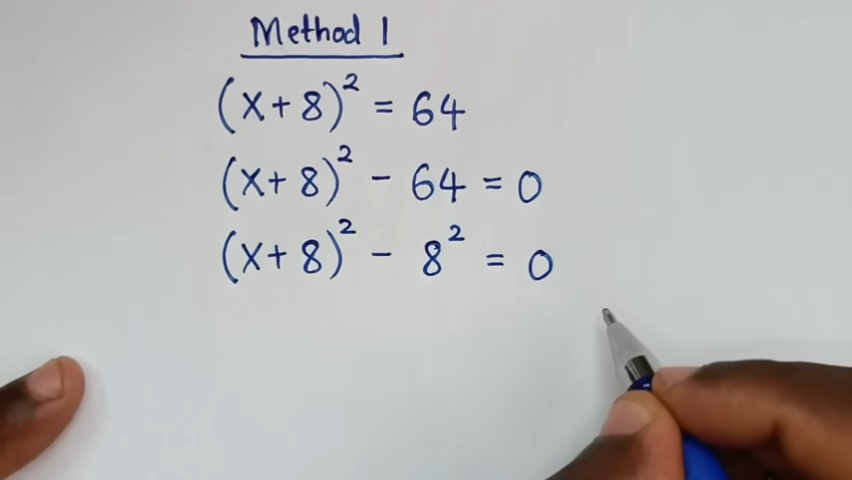 Method 1
(x+8)² = 64
(x+8)² - 64 = 0
(x+8)² - 8² = 0